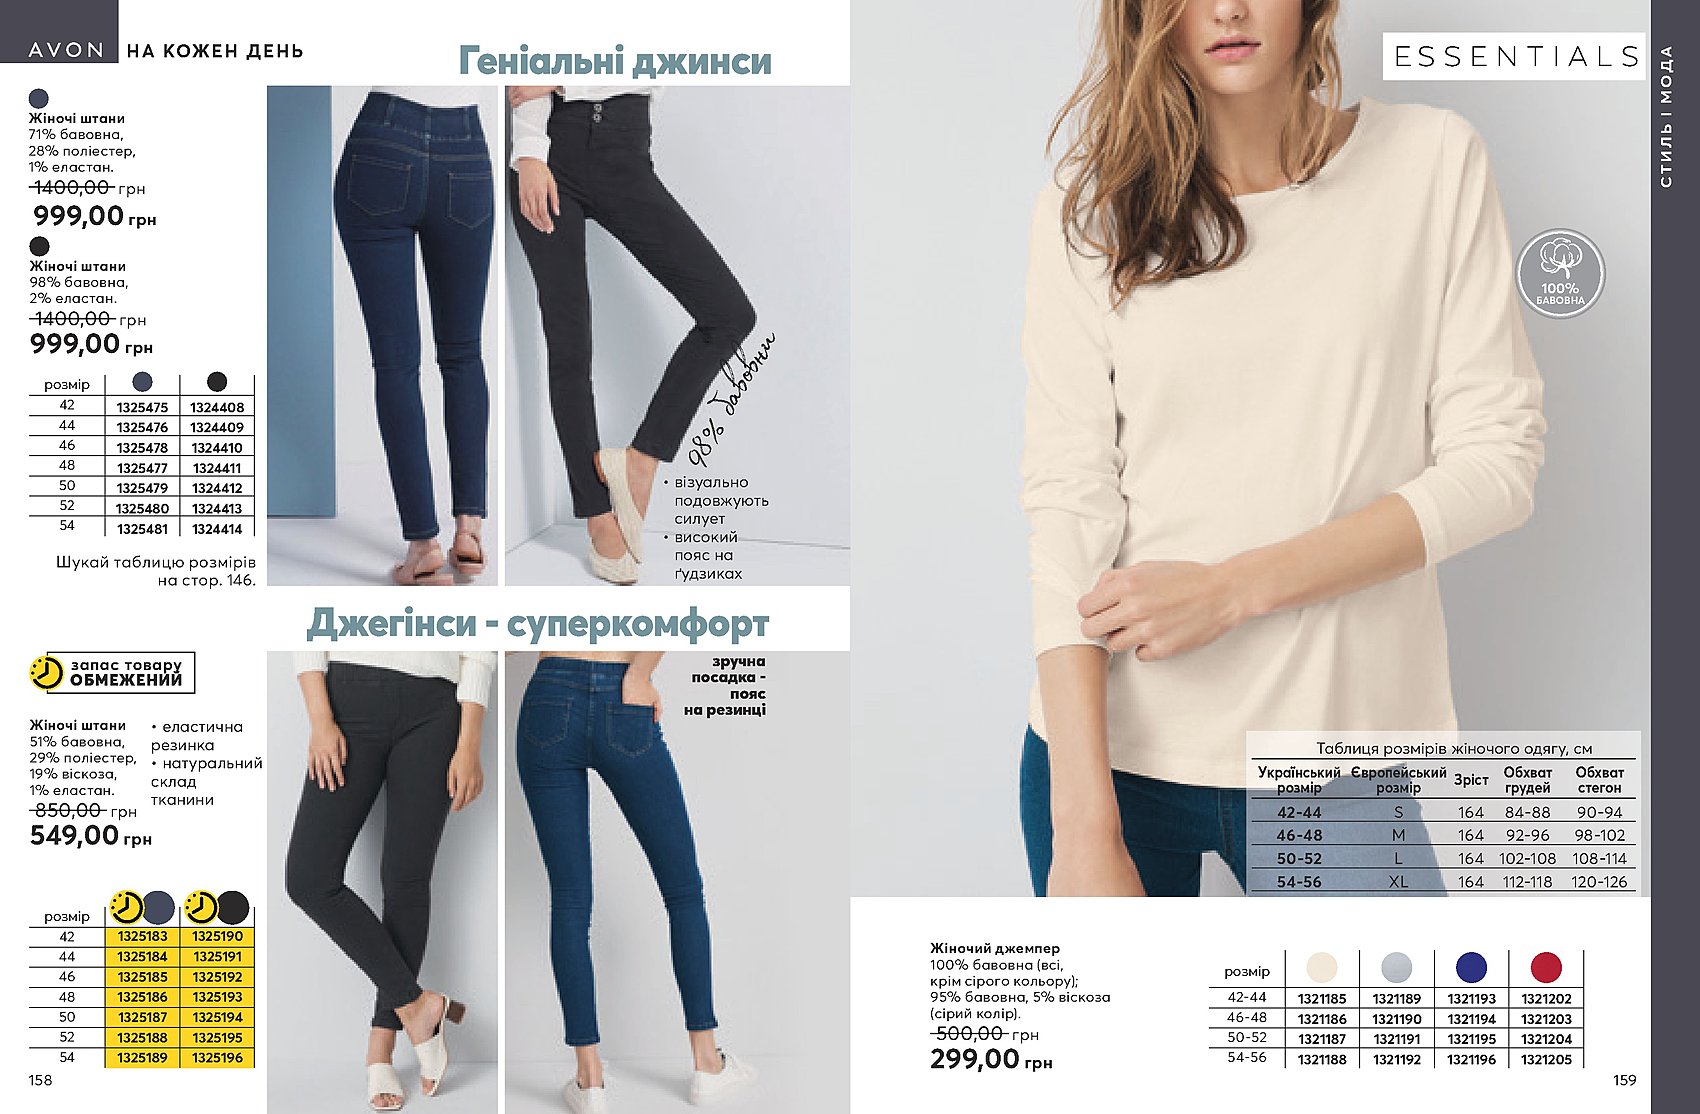 AVON НА КОЖЕН ДЕНЬ
Геніальні джинси
Жіночі штани
71% бавовна,
28% поліестер,
1% еластан.
1400,00 грн
999,00 грн
Жіночі штани
98% бавовна,
2% еластан.
1400,00 грн
999,00 грн
розмір
42 1325475 1324408
44 1325476 1324409
46 1325478 1324410
48 1325477 1324411
50 1325479 1324412
52 1325480 1324413
54 1325481 1324414
Шукай таблицю розмірів
на стор. 146.
98% бавовни
• візуально
подовжують
силует
• високий
пояс на
ґудзиках
Джегінси - суперкомфорт
запас товару
ОБМЕЖЕНИЙ
зручна
посадка -
пояс
на резинці
Жіночі штани
51% бавовна,
29% поліестер,
19% віскоза,
1% еластан.
850,00 грн
549,00 грн
• еластична
резинка
• натуральний
склад
тканини
розмір
42 1325183 1325190
44 1325184 1325191
46 1325185 1325192
48 1325186 1325193
50 1325187 1325194
52 1325188 1325195
54 1325189 1325196
158
ESSENTIALS
СТИЛЬ І МОДА
100%
БАВОВНА
Таблиця розмірів жіночого одягу, см
Український Європейський Зріст Обхват Обхват
розмір розмір грудей стегон
42-44 S 164 84-88 90-94
46-48 M 164 92-96 98-102
50-52 L 164 102-108 108-114
54-56 XL 164 112-118 120-126
Жіночий джемпер
100% бавовна (всі,
крім сірого кольору);
95% бавовна, 5% віскоза
(сірий колір).
500,00 грн
299,00 грн
розмір
42-44 1321185 1321189 1321193 1321202
46-48 1321186 1321190 1321194 1321203
50-52 1321187 1321191 1321195 1321204
54-56 1321188 1321192 1321196 1321205
159